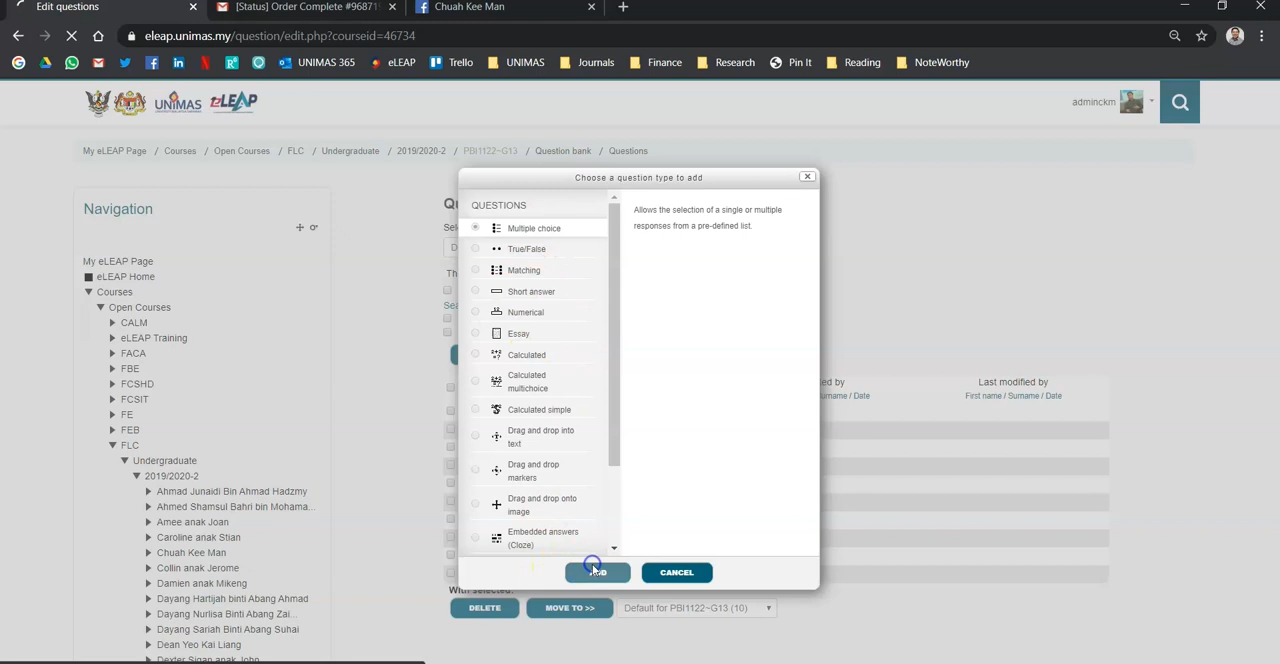 Edit questions
[Status] Order Complete #96871
Chuah Kee Man
eleap.unimas.my/question/edit.php?courseid=46734
UNIMAS 365
eLEAP
Trello
UNIMAS
Journals
Finance
Research
Pin It
Reading
NoteWorthy
UNIMAS
eLEAP
adminckm
My eLEAP Page / Courses / Open Courses / FLC / Undergraduate / 2019/2020-2 / PBI1122~G13 / Question bank / Questions
Navigation
My eLEAP Page
eLEAP Home
Courses
Open Courses
CALM
eLEAP Training
FACA
FBE
FCSHD
FCSIT
FE
FEB
FLC
Undergraduate
2019/2020-2
Ahmad Junaidi Bin Ahmad Hadzmy
Ahmed Shamsul Bahri bin Mohama...
Amee anak Joan
Caroline anak Stian
Chuah Kee Man
Collin anak Jerome
Damien anak Mikeng
Dayang Hartijah binti Abang Ahmad
Dayang Nurlisa Binti Abang Zai...
Dayang Sariah Binti Abang Suhai
Dean Yeo Kai Liang
Dexter Sigan anak John
Choose a question type to add
QUESTIONS
Multiple choice
True/False
Matching
Short answer
Numerical
Essay
Calculated
Calculated
multichoice
Calculated simple
Drag and drop into
text
Drag and drop
markers
Drag and drop onto
image
Embedded answers
(Cloze)
Allows the selection of a single or multiple
responses from a pre-defined list.
ADD
CANCEL
Last modified by
First name / Surname / Date
With selected:
DELETE
MOVE TO >>
Default for PBI1122~G13 (10)